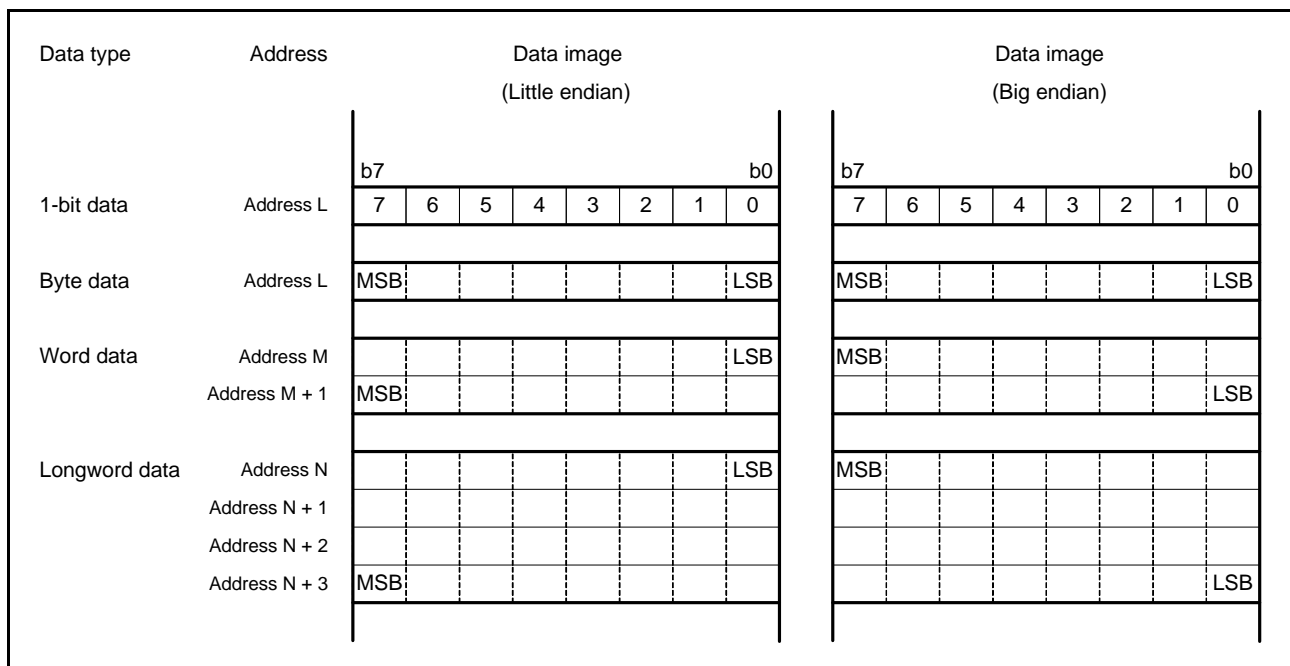 Data type Address Data image Data image
(Little endian) (Big endian)
b7 b0 b7 b0
1-bit data Address L 7 6 5 4 3 2 1 0 7 6 5 4 3 2 1 0
Byte data Address L MSB LSB MSB LSB
Word data Address M LSB MSB
Address M + 1 MSB LSB
Longword data Address N LSB MSB
Address N + 1
Address N + 2
Address N + 3 MSB LSB